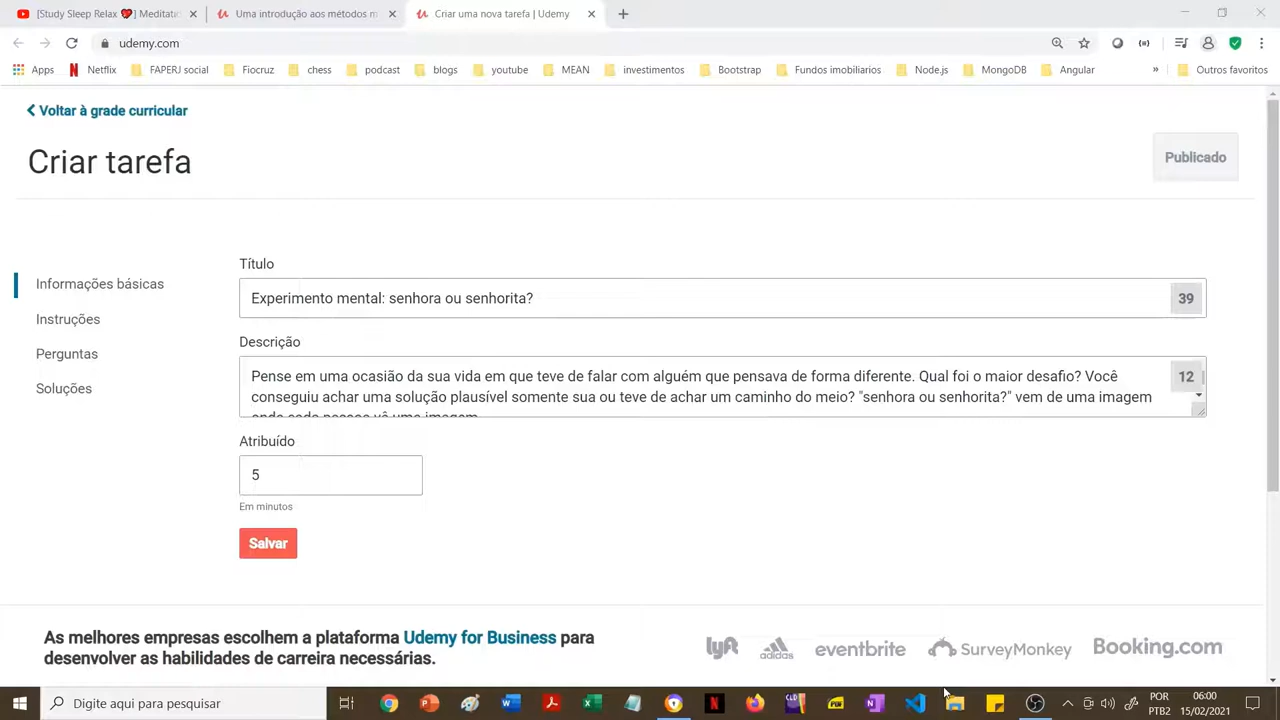 [Study Sleep Relax ❤] Meditat
Uma introdução aos métodos m
Criar uma nova tarefa | Udemy
udemy.com
Apps
Netflix
FAPERJ social
Fiocruz
chess
podcast
blogs
youtube
MEAN
investimentos
Bootstrap
Fundos imobiliarios
Node.js
MongoDB
Angular
»
Outros favoritos
Voltar à grade curricular
Criar tarefa
Publicado
Informações básicas
Instruções
Perguntas
Soluções
Título
Experimento mental: senhora ou senhorita?
39
Descrição
Pense em uma ocasião da sua vida em que teve de falar com alguém que pensava de forma diferente. Qual foi o maior desafio? Você
12
conseguiu achar uma solução plausível somente sua ou teve de achar um caminho do meio? "senhora ou senhorita?" vem de uma imagem
onde cada pessoa vê uma imagem
Atribuído
5
Em minutos
Salvar
As melhores empresas escolhem a plataforma Udemy for Business para
desenvolver as habilidades de carreira necessárias.
lyft
adidas
eventbrite
SurveyMonkey
Booking.com
Digite aqui para pesquisar
POR
PTB2
06:00
15/02/2021